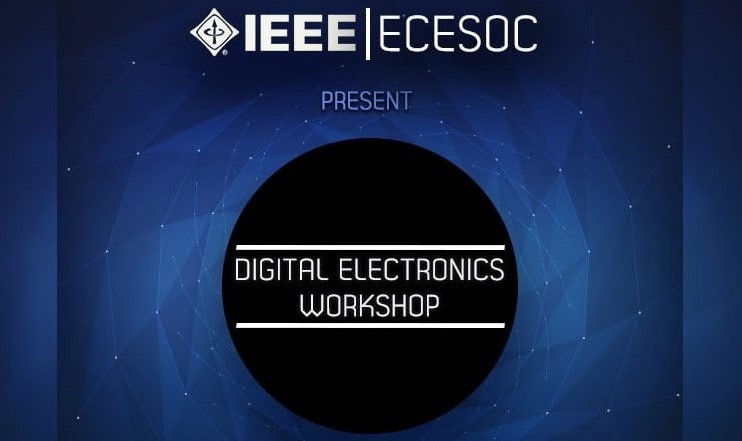 IEEE | ECESOC
PRESENT
DIGITAL ELECTRONICS
WORKSHOP